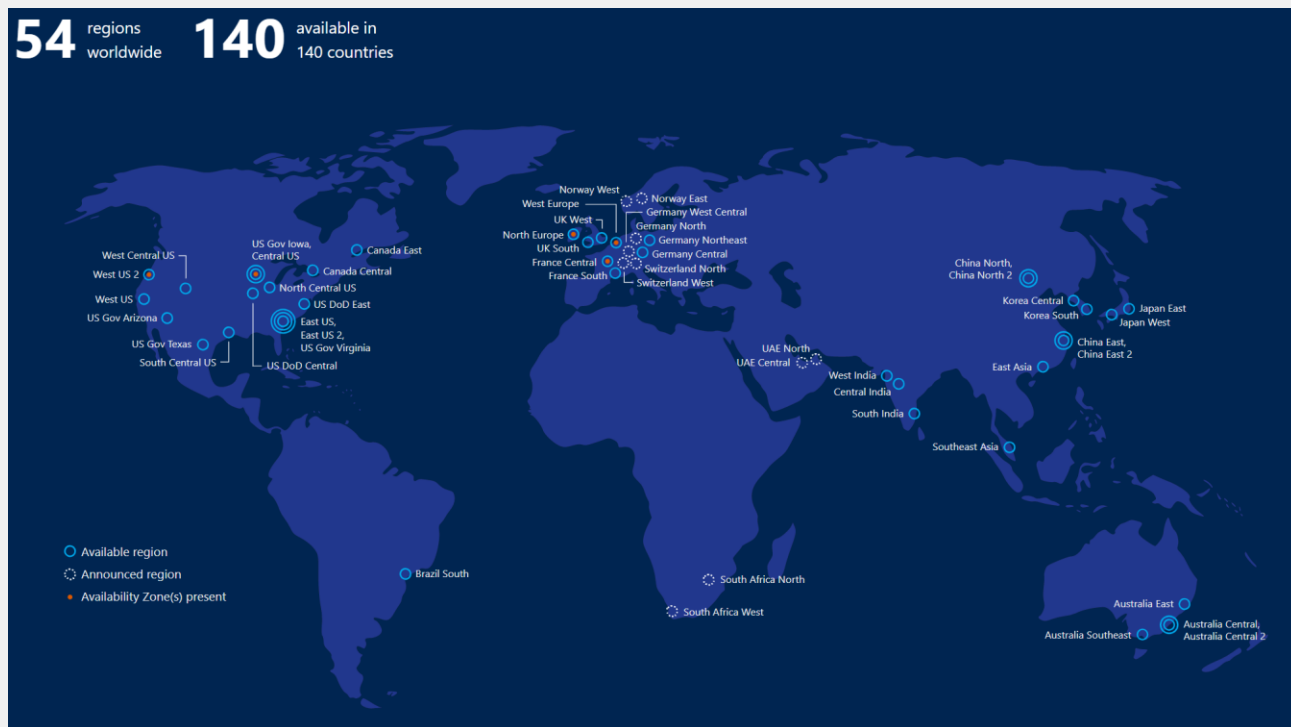 54 regions worldwide
140 available in 140 countries
Norway West
Norway East
West Europe
Germany West Central
UK West
Germany North
North Europe
Germany Northeast
UK South
Germany Central
France Central
Switzerland North
France South
Switzerland West
West Central US
US Gov Iowa,
Central US
Canada East
West US 2
Canada Central
North Central US
West US
US DoD East
US Gov Arizona
East US,
East US 2,
US Gov Virginia
US Gov Texas
South Central US
US DoD Central
China North,
China North 2
Korea Central
Korea South
Japan East
Japan West
China East,
China East 2
UAE North
UAE Central
East Asia
West India
Central India
South India
Southeast Asia
Available region
Announced region
Availability Zone(s) present
Brazil South
South Africa North
South Africa West
Australia East
Australia Central,
Australia Central 2
Australia Southeast